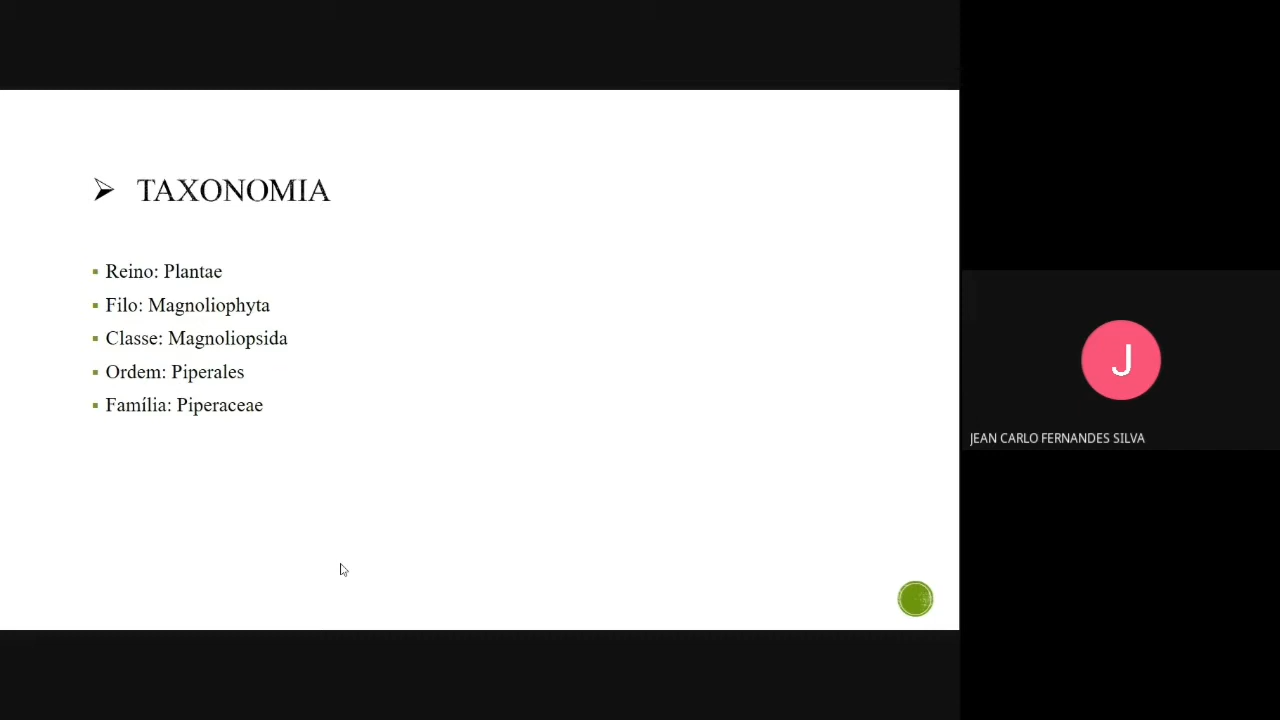 TAXONOMIA
Reino: Plantae
Filo: Magnoliophyta
Classe: Magnoliopsida
Ordem: Piperales
Família: Piperaceae
J
JEAN CARLO FERNANDES SILVA